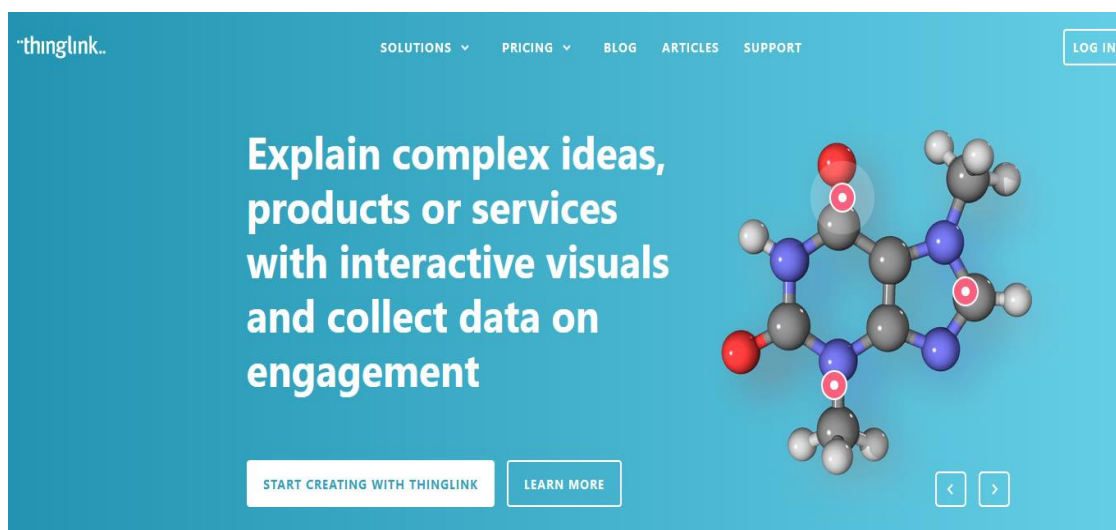 thinglink..
SOLUTIONS
PRICING
BLOG
ARTICLES
SUPPORT
LOG IN
Explain complex ideas,
products or services
with interactive visuals
and collect data on
engagement
START CREATING WITH THINGLINK
LEARN MORE